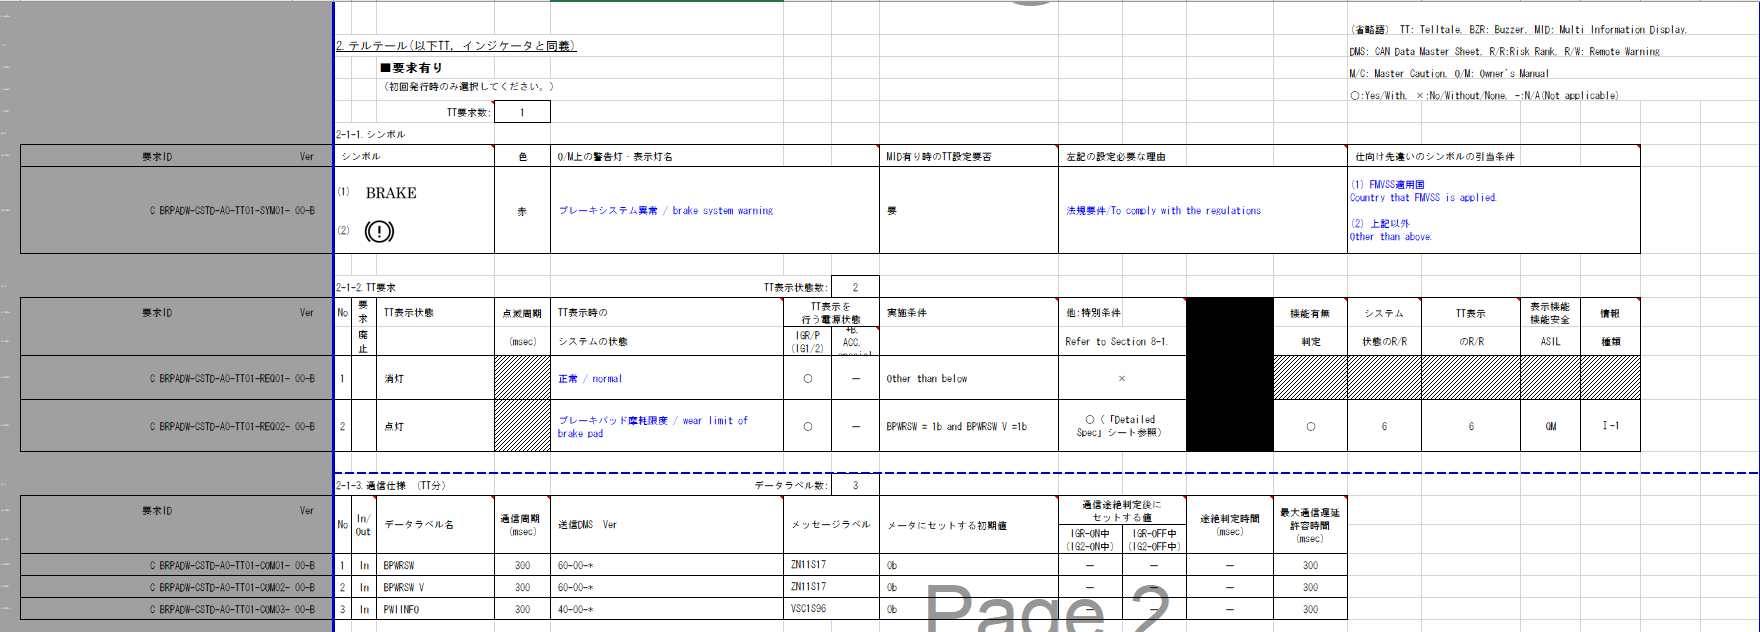 (省略語) TT: Telltale, BZR: Buzzer, MID: Multi Information Display,
2.テルテール(以下TT, インジケータと同義)
DMS: CAN Data Master Sheet, R/R:Risk Rank, R/W: Remote Warning
■要求有り
M/C: Master Caution, O/M: Owner's Manual
(初回発行時のみ選択してください。)
○:Yes/With, ×:No/Without/None, -:N/A(Not applicable)
TT要求数: 1
2-1-1.シンボル
要求ID Ver シンボル 色 O/M上の警告灯・表示灯名 MID有り時のTT設定要否 左記の設定必要な理由 仕向け先違いのシンボルの引当条件
(1) BRAKE
(2) (!)
C BRPADW-CSTD-A0-TT01-SYM01- 00-B 赤 ブレーキシステム異常 / brake system warning 要 法規要件/To comply with the regulations
(1) FMVSS適用国
Country that FMVSS is applied.
(2) 上記以外
Other than above.
2-1-2.TT要求 TT表示状態数: 2
要求ID Ver No 要求廃止 TT表示状態 点滅周期 (msec) TT表示時の システムの状態 TT表示を 行う電源状態 IGR/P (IG1/2) +B, ACC, special 実施条件 他:特別条件 Refer to Section 8-1. 機能有無 判定 システム 状態のR/R TT表示 のR/R 表示機能 機能安全 ASIL 情報 種類
C BRPADW-CSTD-A0-TT01-REQ01- 00-B 1 消灯 正常 / normal ○ － Other than below ×
C BRPADW-CSTD-A0-TT01-REQ02- 00-B 2 点灯 ブレーキパッド摩耗限度 / wear limit of brake pad ○ － BPWRSW = 1b and BPWRSW V =1b ○ (「Detailed Spec」シート参照) ○ 6 6 QM I-1
2-1-3.通信仕様 (TT分) データラベル数: 3
要求ID Ver No In/Out データラベル名 通信周期 (msec) 送信DMS Ver メッセージラベル メータにセットする初期値 通信途絶判定後に セットする値 IGR-ON中 (IG2-ON中) IGR-OFF中 (IG2-OFF中) 途絶判定時間 (msec) 最大通信遅延 許容時間 (msec)
C BRPADW-CSTD-A0-TT01-COM01- 00-B 1 In BPWRSW 300 60-00-* ZN11S17 0b － － － 300
C BRPADW-CSTD-A0-TT01-COM02- 00-B 2 In BPWRSW V 300 60-00-* ZN11S17 0b － － － 300
C BRPADW-CSTD-A0-TT01-COM03- 00-B 3 In PWIINFO 300 40-00-* VSC1S96 0b － － － 300
Page 2